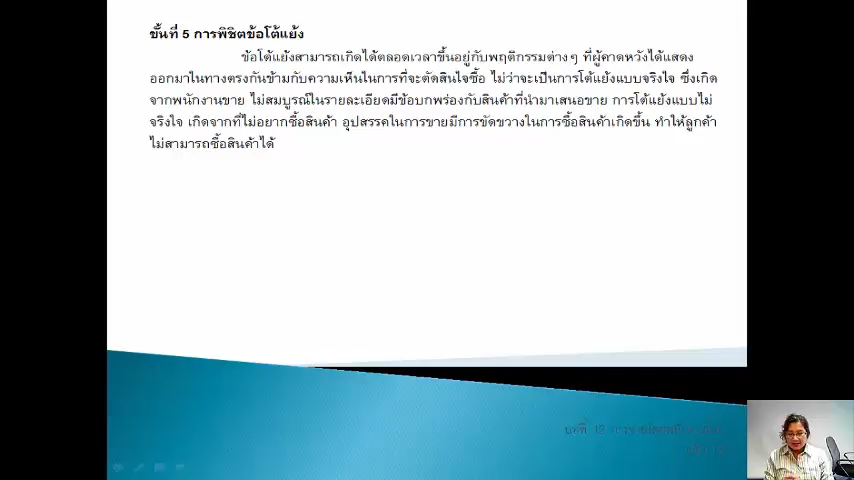 ขั้นที่ 5 การพิชิตข้อโต้แย้ง
ข้อโต้แย้งสามารถเกิดได้ตลอดเวลาขึ้นอยู่กับพฤติกรรมต่างๆ ที่ผู้คาดหวังได้แสดง
ออกมาในทางตรงกันข้ามกับความเห็นในการที่จะตัดสินใจซื้อ ไม่ว่าจะเป็นการโต้แย้งแบบจริงใจ ซึ่งเกิด
จากพนักงานขาย ไม่สมบูรณ์ในรายละเอียดมีข้อบกพร่องกับสินค้าที่นำมาเสนอขาย การโต้แย้งแบบไม่
จริงใจ เกิดจากที่ไม่อยากซื้อสินค้า อุปสรรคในการขายมีการขัดขวางในการซื้อสินค้าเกิดขึ้น ทำให้ลูกค้า
ไม่สามารถซื้อสินค้าได้